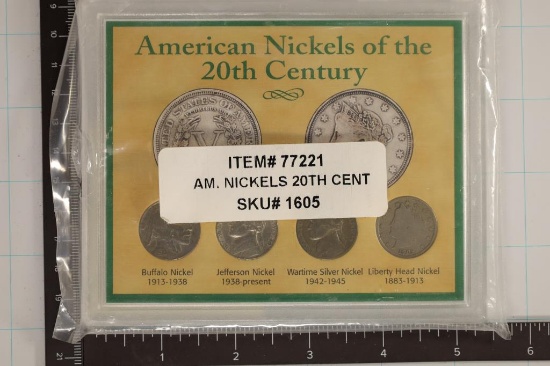 American Nickels of the
20th Century
ITEM# 77221
AM. NICKELS 20TH CENT
SKU# 1605
Buffalo Nickel
1913-1938
Jefferson Nickel
1938-present
Wartime Silver Nickel
1942-1945
Liberty Head Nickel
1883-1913
1
2
3
4
5
6